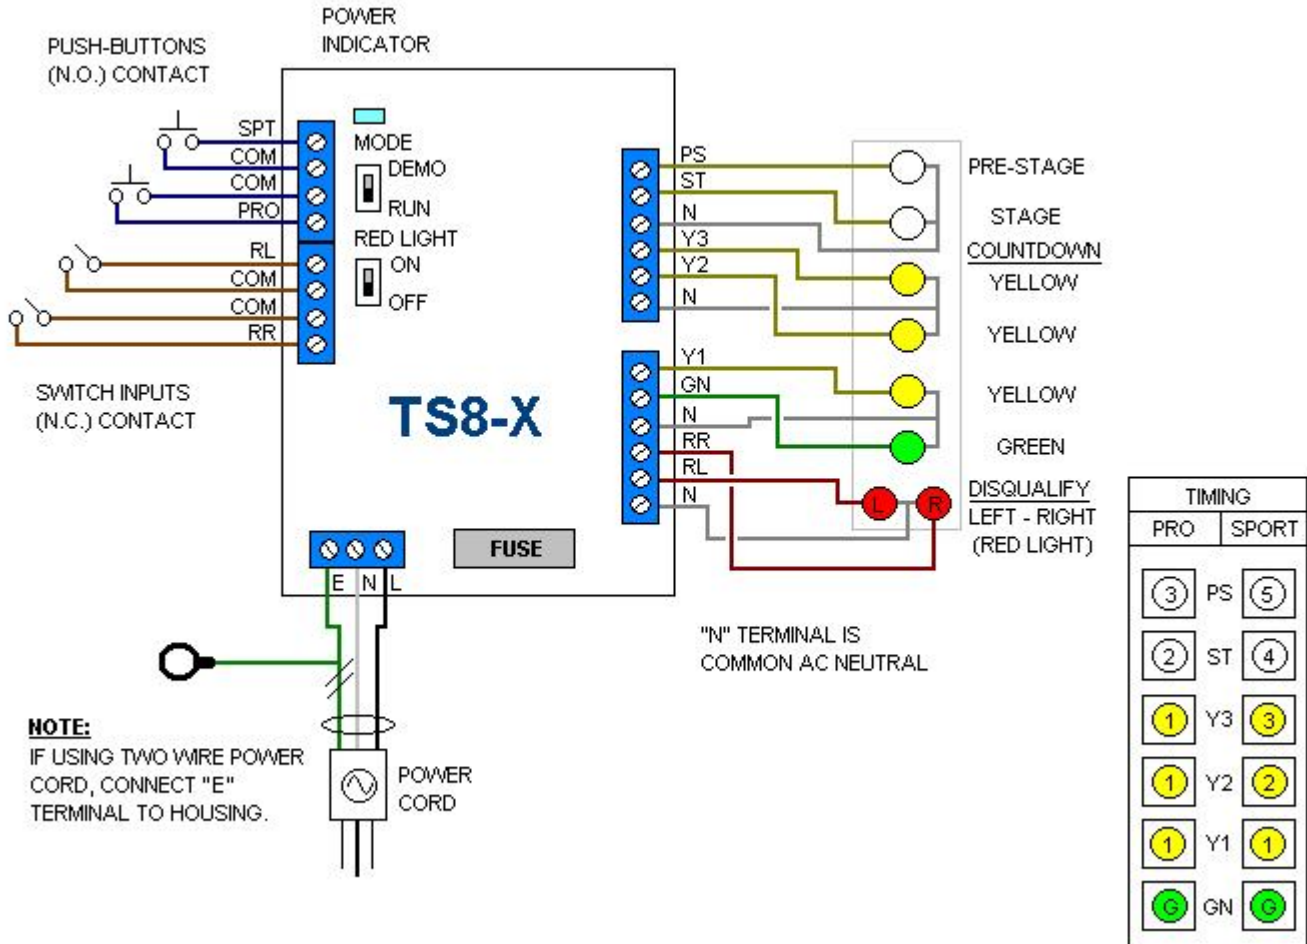 POWER
INDICATOR
PUSH-BUTTONS
(N.O.) CONTACT
SPT
COM
COM
PRO
RL
COM
COM
RR
SWITCH INPUTS
(N.C.) CONTACT
MODE
DEMO
RUN
RED LIGHT
ON
OFF
TS8-X
FUSE
E N L
PS
ST
N
Y3
Y2
N
Y1
GN
N
RR
RL
N
PRE-STAGE
STAGE
COUNTDOWN
YELLOW
YELLOW
YELLOW
GREEN
L R
DISQUALIFY
LEFT - RIGHT
(RED LIGHT)
"N" TERMINAL IS
COMMON AC NEUTRAL
NOTE:
IF USING TWO WIRE POWER
CORD, CONNECT "E"
TERMINAL TO HOUSING.
POWER
CORD
TIMING
PRO SPORT
3 PS 5
2 ST 4
1 Y3 3
1 Y2 2
1 Y1 1
G GN G